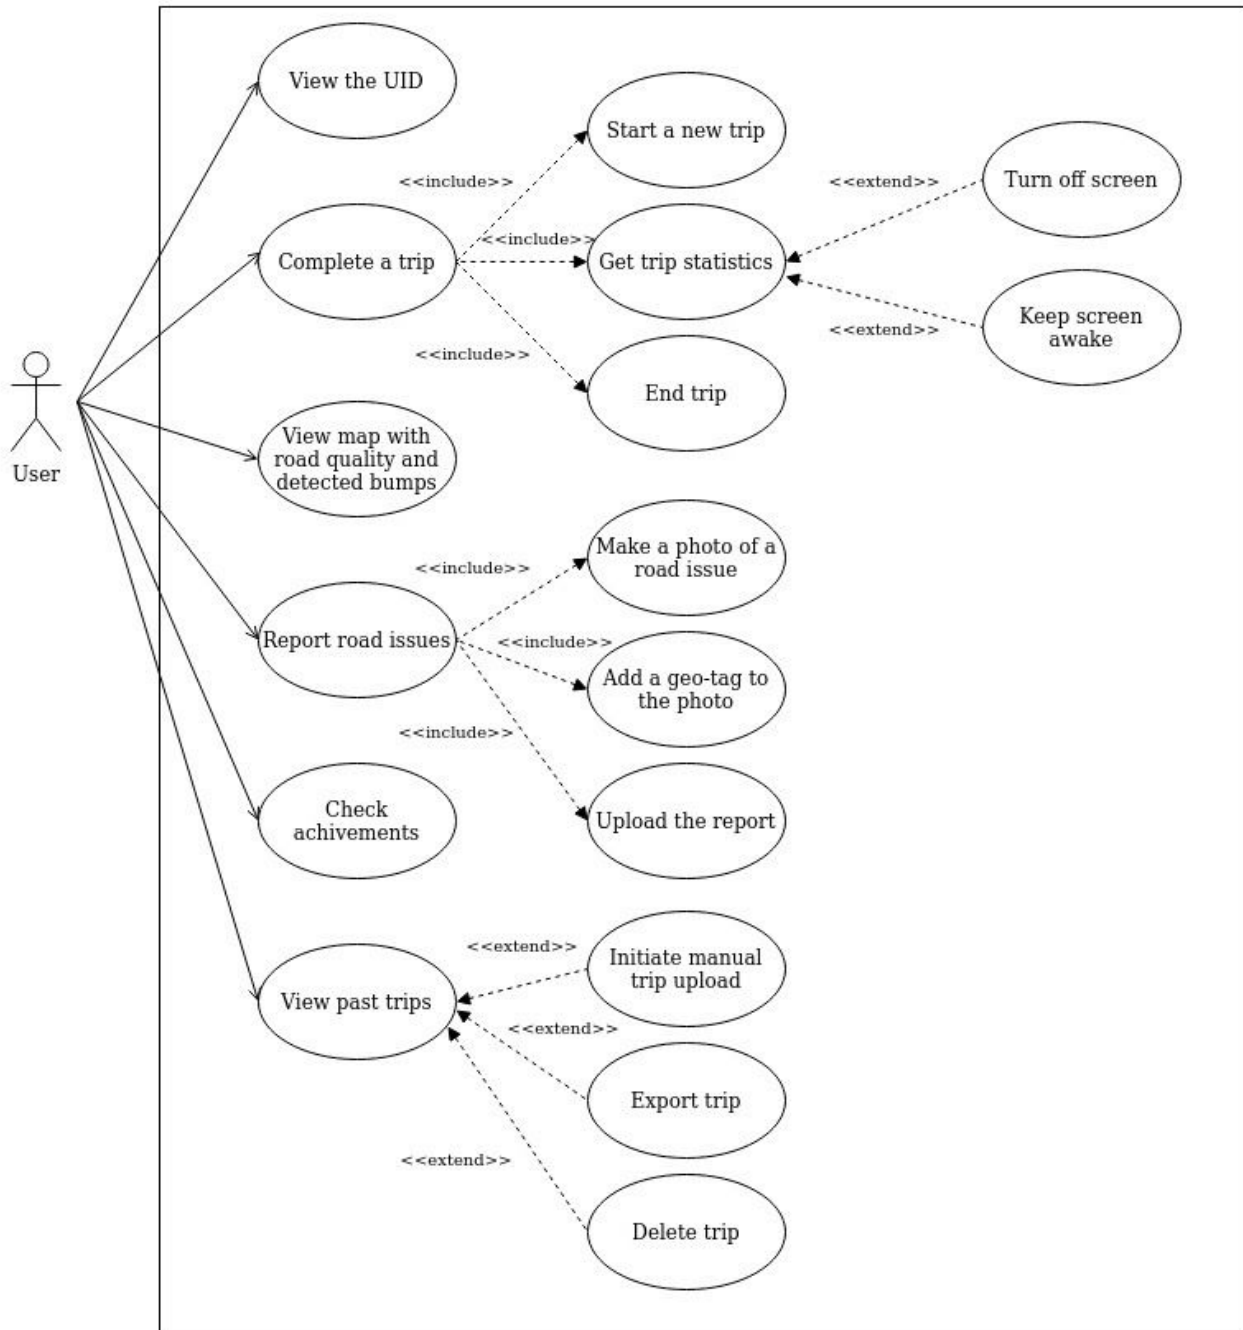 View the UID
Start a new trip
<<include>>
<<extend>>
Turn off screen
Complete a trip
<<include>>
Get trip statistics
Keep screen
awake
<<extend>>
<<include>>
End trip
User
View map with
road quality and
detected bumps
Make a photo of a
road issue
<<include>>
Report road issues
<<include>>
Add a geo-tag to
the photo
<<include>>
Check
achivements
Upload the report
<<extend>>
Initiate manual
trip upload
View past trips
<<extend>>
Export trip
<<extend>>
Delete trip